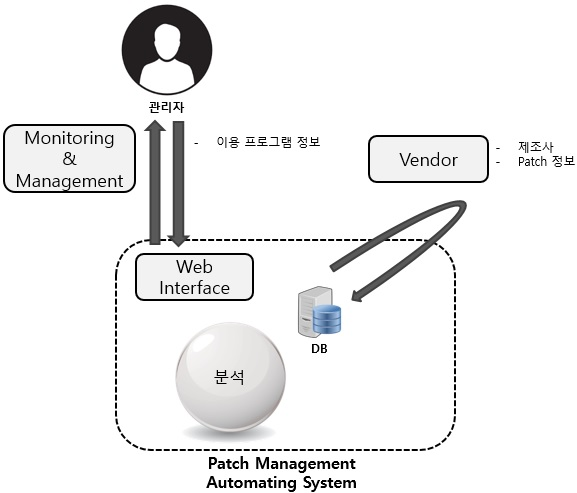 관리자
Monitoring
&
Management
- 이용 프로그램 정보
Vendor
- 제조사
- Patch 정보
Web
Interface
DB
분석
Patch Management
Automating System